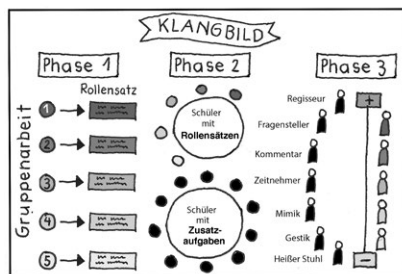 KLANGBILD
Phase 1
Phase 2
Phase 3
Gruppenarbeit
Rollensatz
1
2
3
4
5
Schüler
mit
Rollensätzen
Schüler
mit
Zusatz-
aufgaben
Regisseur
+
Fragensteller
Kommentar
Zeitnehmer
Mimik
Gestik
Heißer Stuhl
−